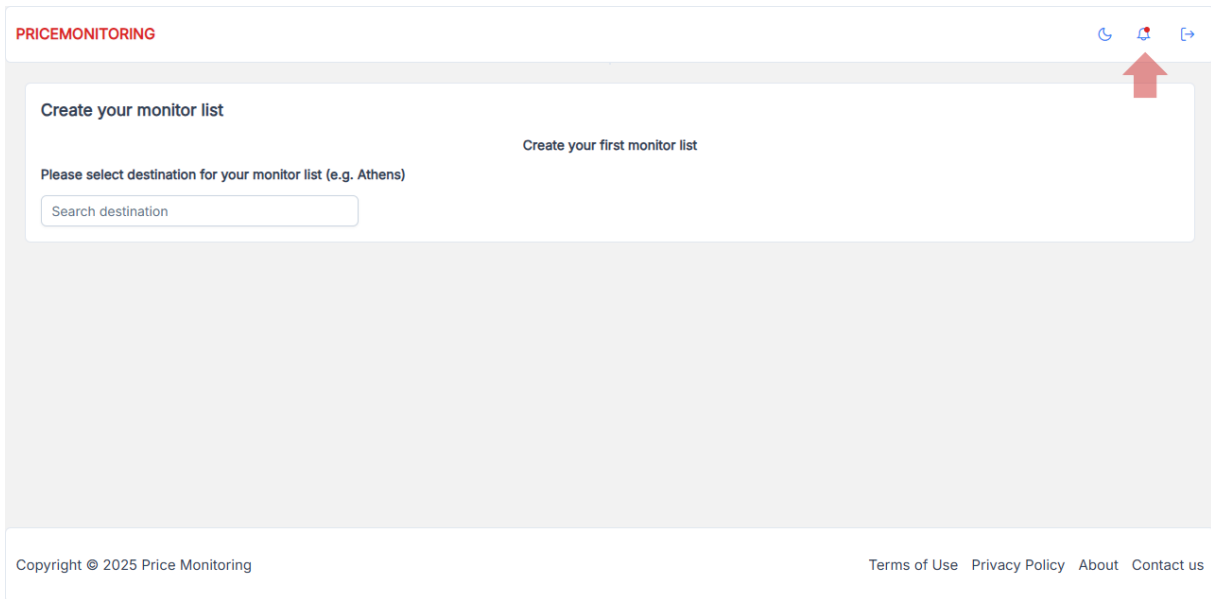 PRICEMONITORING
Create your monitor list
Create your first monitor list
Please select destination for your monitor list (e.g. Athens)
Search destination
Copyright © 2025 Price Monitoring
Terms of Use Privacy Policy About Contact us